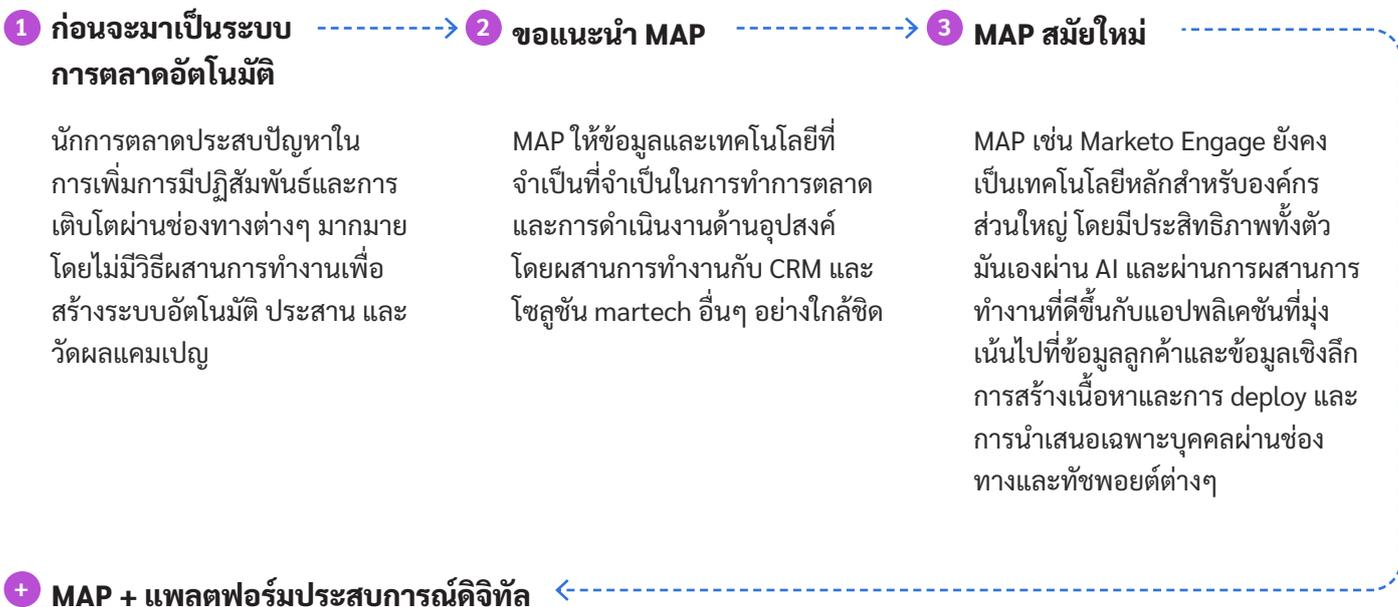 1 ก่อนจะมาเป็นระบบ
การตลาดอัตโนมัติ
นักการตลาดประสบปัญหาใน
การเพิ่มการมีปฏิสัมพันธ์และการ
เติบโตผ่านช่องทางต่างๆ มากมาย
โดยไม่มีวิธีผสานการทำงานเพื่อ
สร้างระบบอัตโนมัติ ประสาน และ
วัดผลแคมเปญ
2 ขอแนะนำ MAP
MAP ให้ข้อมูลและเทคโนโลยีที่
จำเป็นที่จำเป็นในการทำการตลาด
และการดำเนินงานด้านอุปสงค์
โดยผสานการทำงานกับ CRM และ
โซลูชัน martech อื่นๆ อย่างใกล้ชิด
3 MAP สมัยใหม่
MAP เช่น Marketo Engage ยังคง
เป็นเทคโนโลยีหลักสำหรับองค์กร
ส่วนใหญ่ โดยมีประสิทธิภาพทั้งตัว
มันเองผ่าน AI และผ่านการผสานการ
ทำงานที่ดีขึ้นกับแอปพลิเคชันที่มุ่ง
เน้นไปที่ข้อมูลลูกค้าและข้อมูลเชิงลึก
การสร้างเนื้อหาและการ deploy และ
การนำเสนอเฉพาะบุคคลผ่านช่อง
ทางและทัชพอยต์ต่างๆ
+ MAP + แพลตฟอร์มประสบการณ์ดิจิทัล